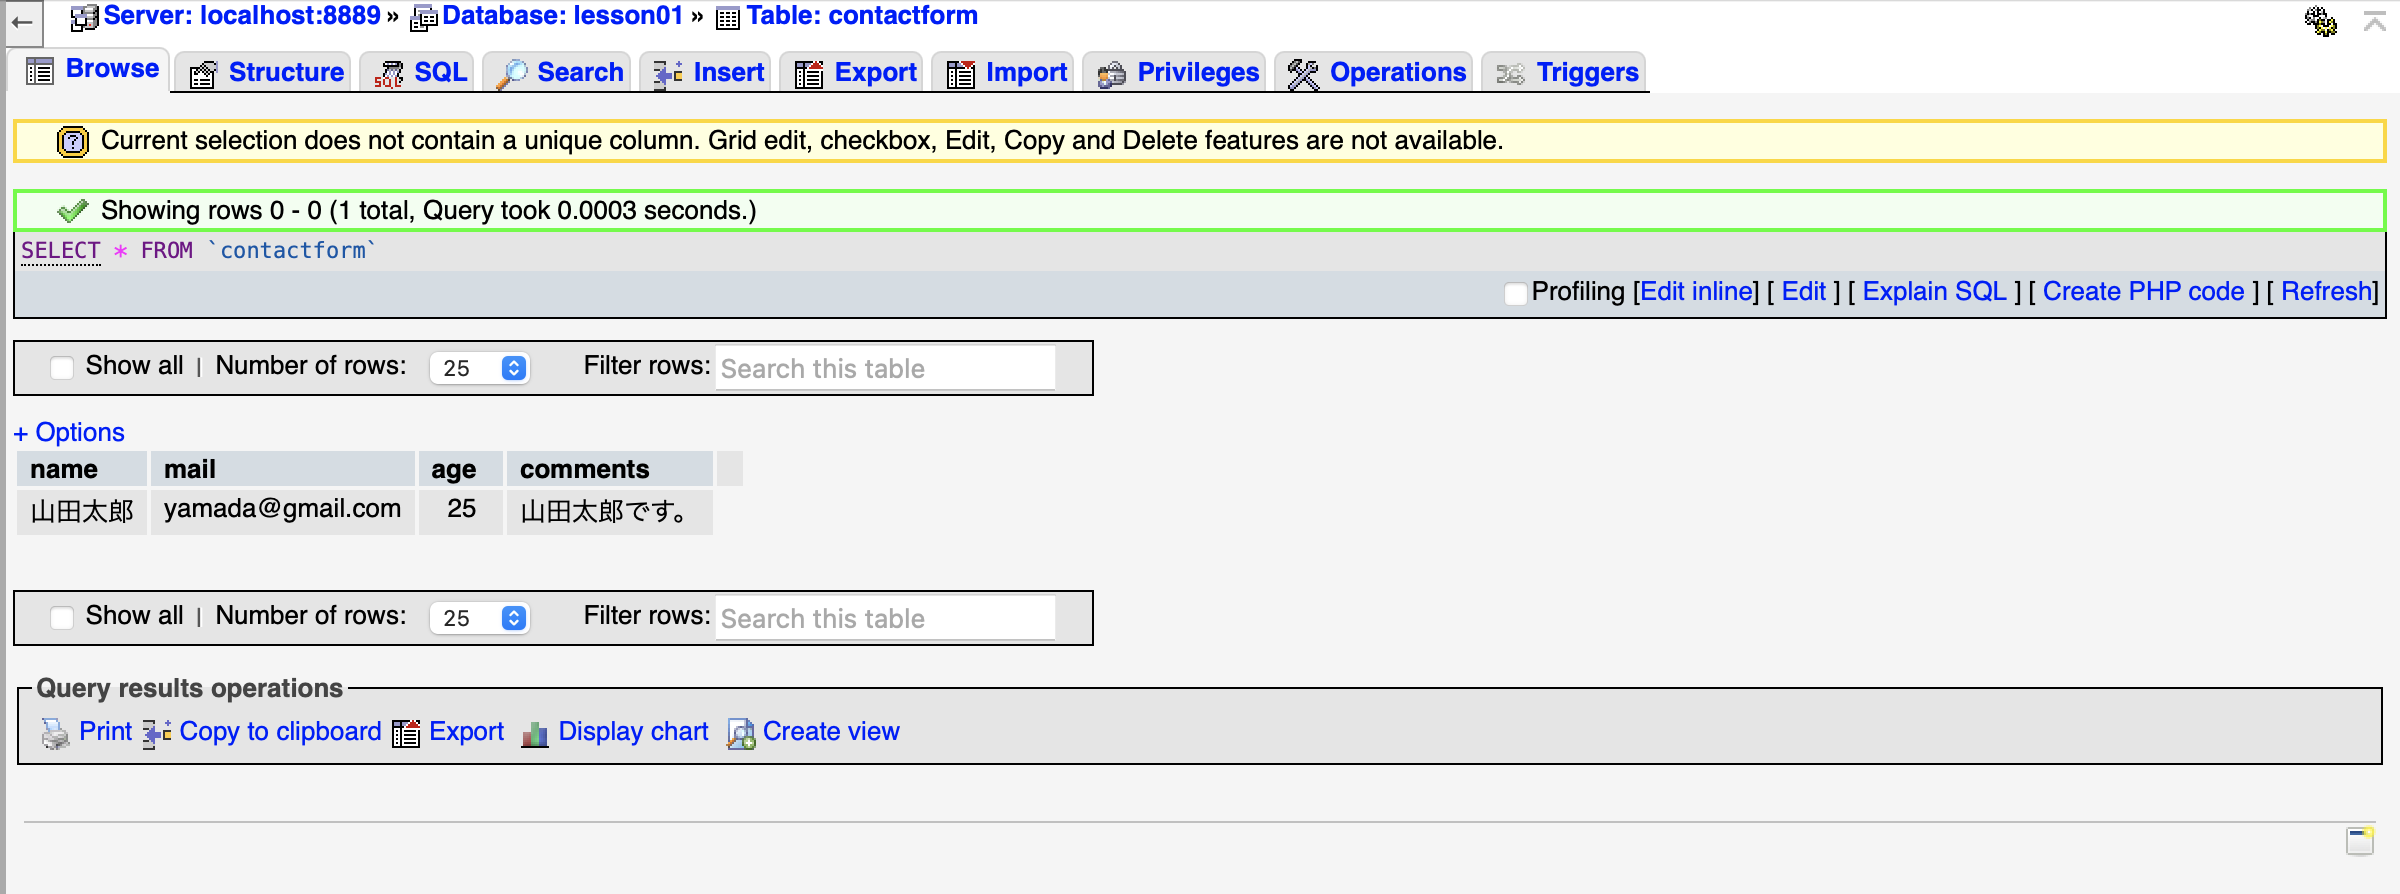 Server: localhost:8889 » Database: lesson01 » Table: contactform
Browse Structure SQL Search Insert Export Import Privileges Operations Triggers
Current selection does not contain a unique column. Grid edit, checkbox, Edit, Copy and Delete features are not available.
Showing rows 0 - 0 (1 total, Query took 0.0003 seconds.)
SELECT * FROM `contactform`
Profiling [Edit inline] [ Edit ] [ Explain SQL ] [ Create PHP code ] [ Refresh]
Show all | Number of rows: 25 Filter rows: Search this table
+ Options
name mail age comments
山田太郎 yamada@gmail.com 25 山田太郎です。
Show all | Number of rows: 25 Filter rows: Search this table
Query results operations
Print Copy to clipboard Export Display chart Create view